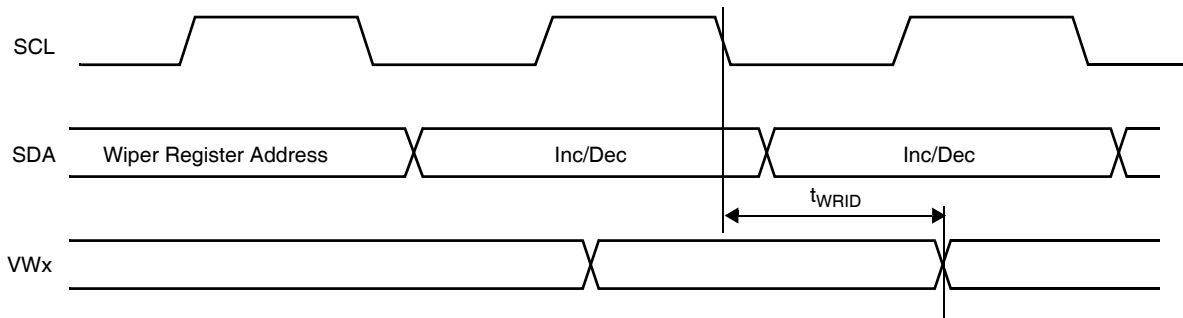 SCL
SDA Wiper Register Address Inc/Dec Inc/Dec
tWRID
VWx